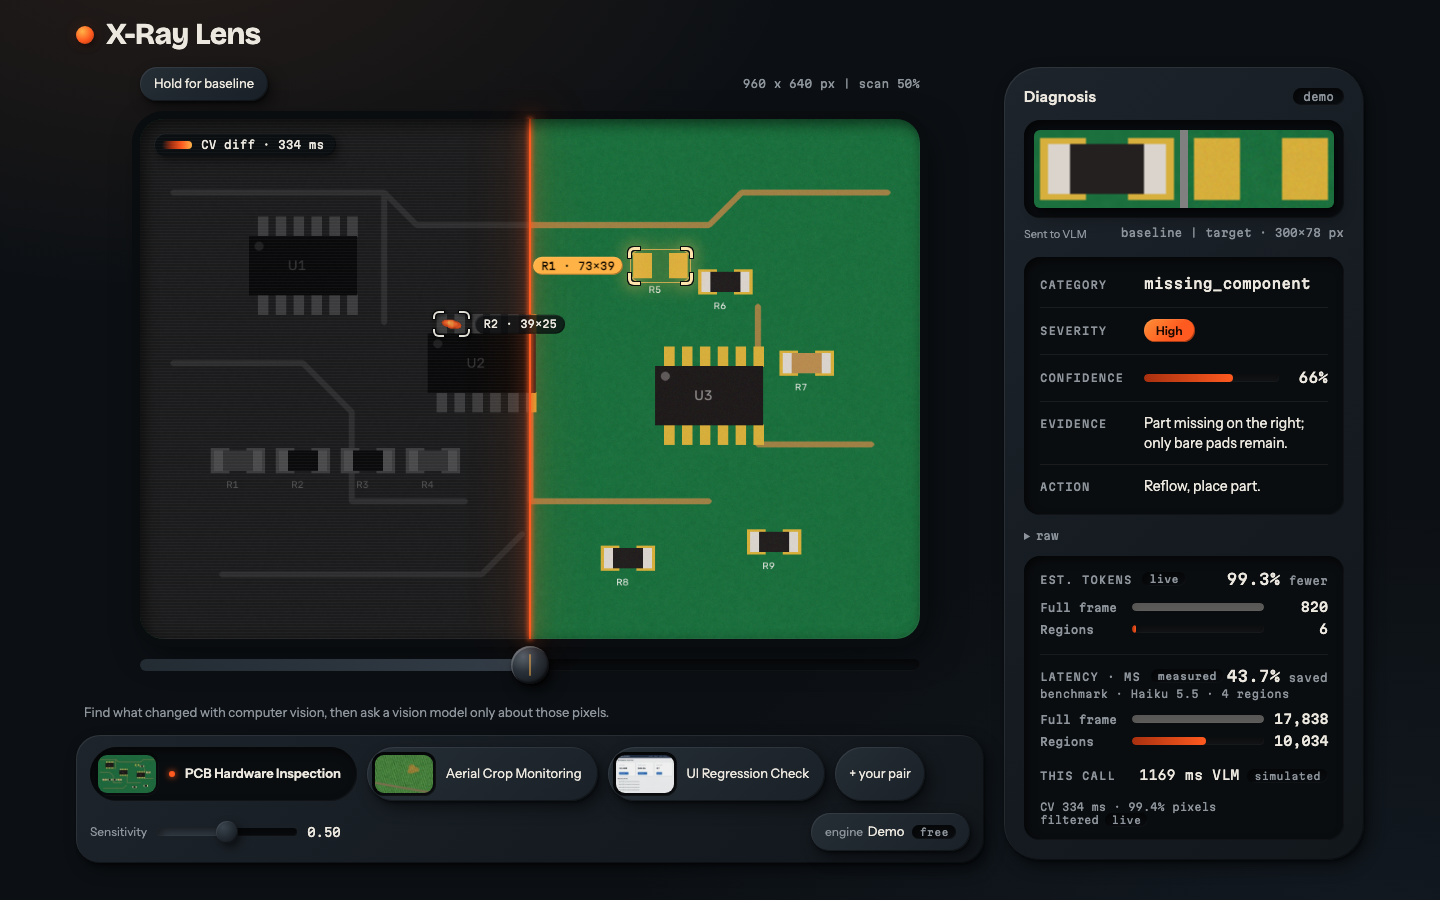 X-Ray Lens
Hold for baseline
960 x 640 px | scan 50%
CV diff · 334 ms
U1
R1 · 73×39
R5
R6
R2 · 39×25
U2
R7
U3
R1
R2
R3
R4
R9
R8
Find what changed with computer vision, then ask a vision model only about those pixels.
PCB Hardware Inspection
Aerial Crop Monitoring
UI Regression Check
+ your pair
Sensitivity
0.50
engine Demo free
Diagnosis
demo
Sent to VLM
baseline | target · 300×78 px
CATEGORY missing_component
SEVERITY High
CONFIDENCE 66%
EVIDENCE Part missing on the right;
only bare pads remain.
ACTION Reflow, place part.
▸ raw
EST. TOKENS live 99.3% fewer
Full frame 820
Regions 6
LATENCY · MS measured 43.7% saved
benchmark · Haiku 5.5 · 4 regions
Full frame 17,838
Regions 10,034
THIS CALL 1169 ms VLM simulated
CV 334 ms · 99.4% pixels
filtered live